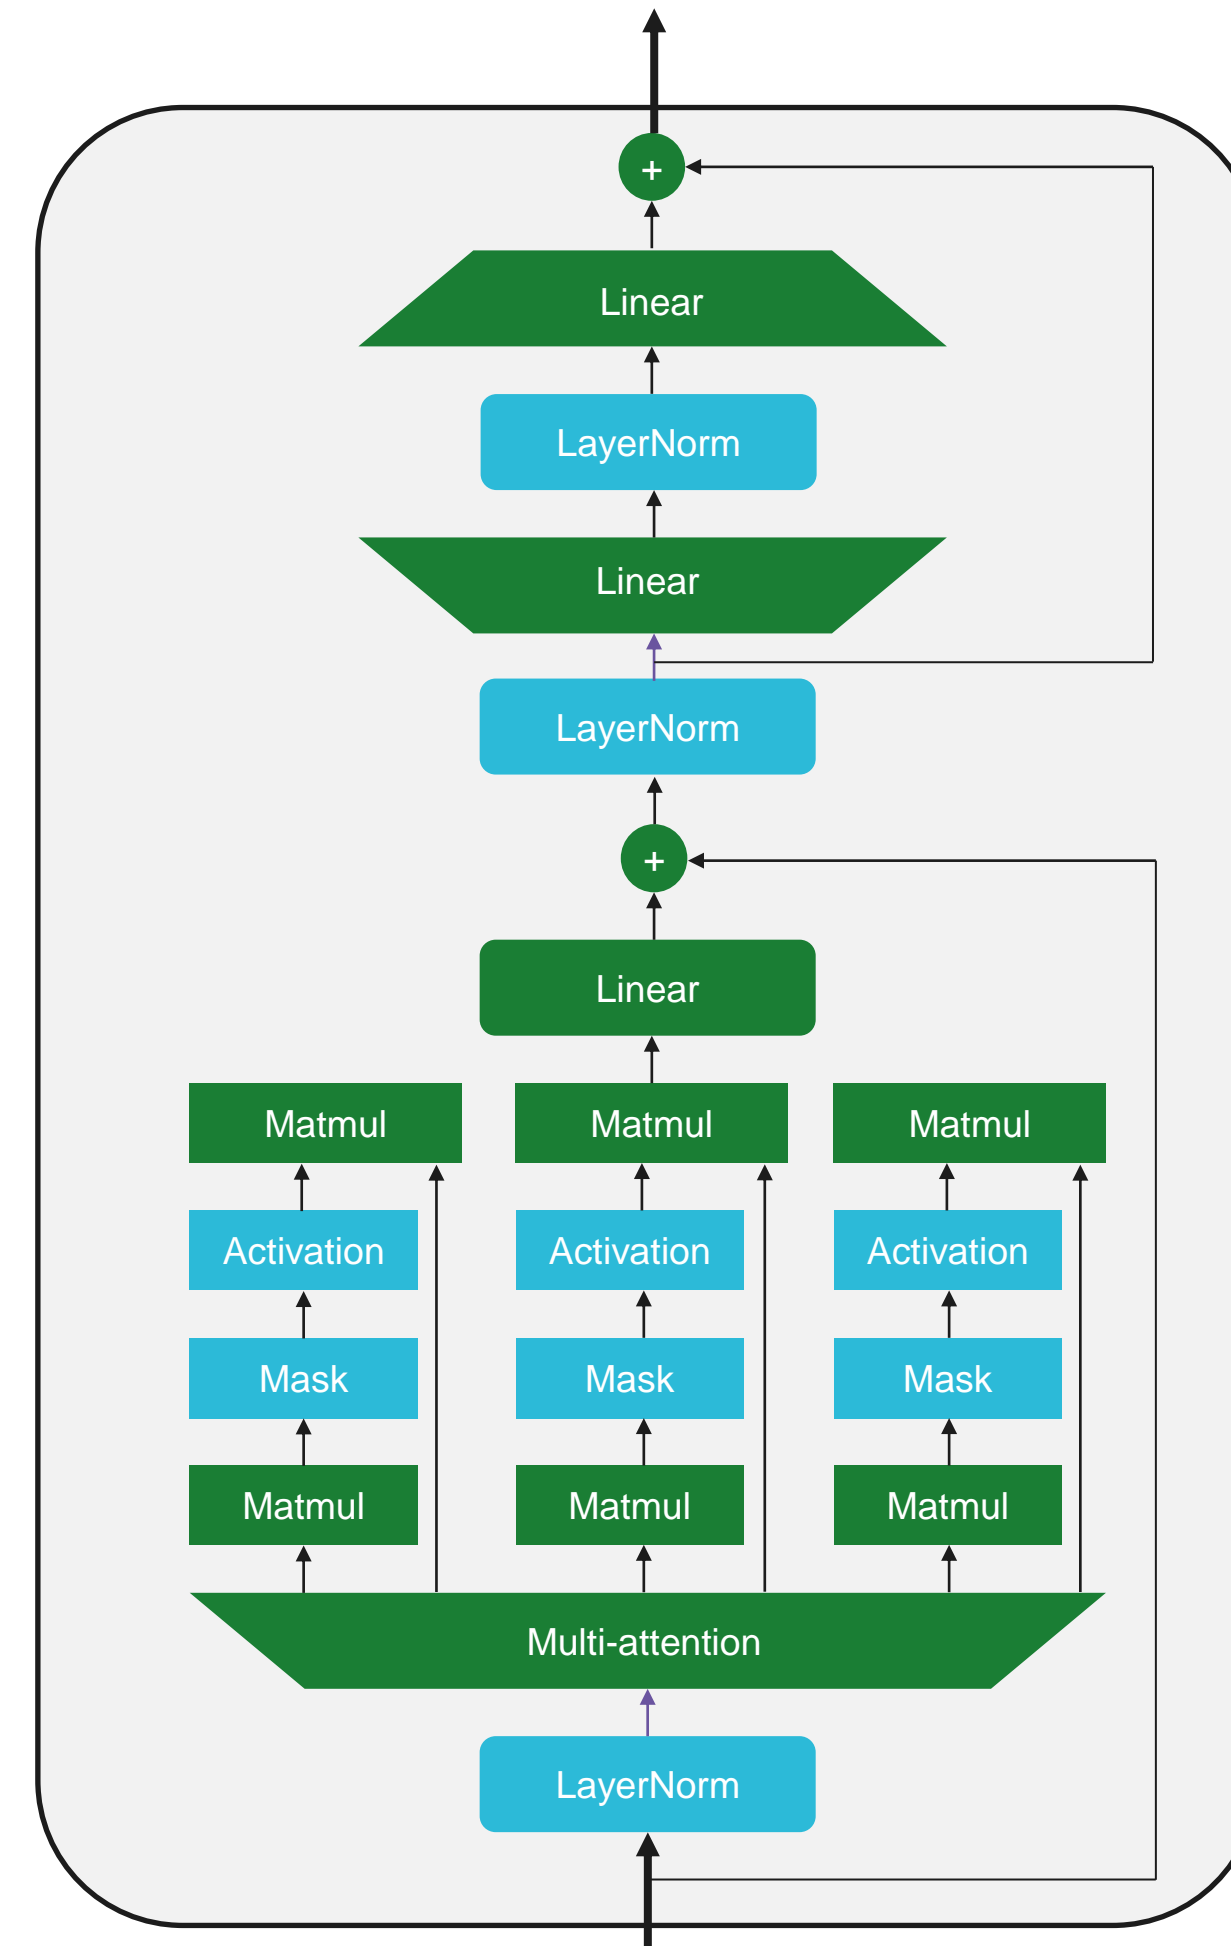 +
Linear
LayerNorm
Linear
LayerNorm
+
Linear
Matmul Matmul Matmul
Activation Activation Activation
Mask Mask Mask
Matmul Matmul Matmul
Multi-attention
LayerNorm